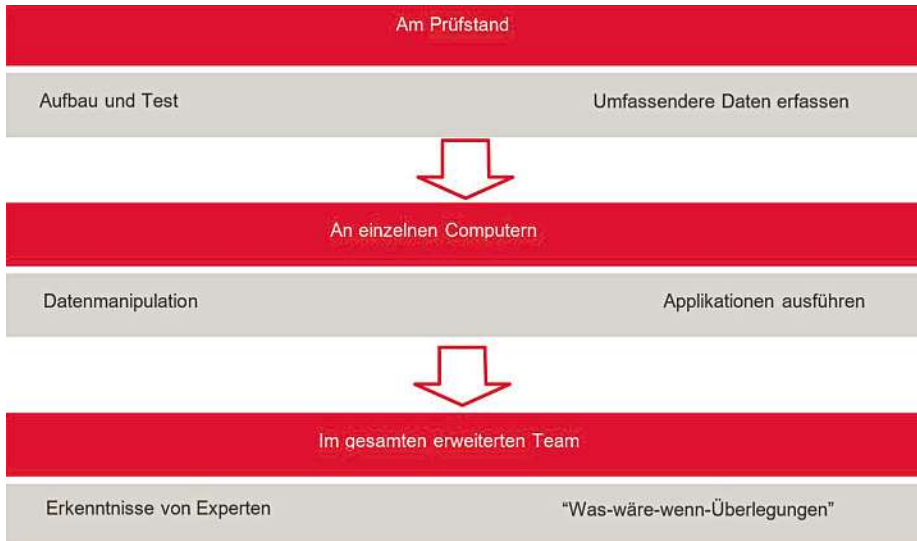 Am Prüfstand
Aufbau und Test Umfassendere Daten erfassen
An einzelnen Computern
Datenmanipulation Applikationen ausführen
Im gesamten erweiterten Team
Erkenntnisse von Experten “Was-wäre-wenn-Überlegungen”